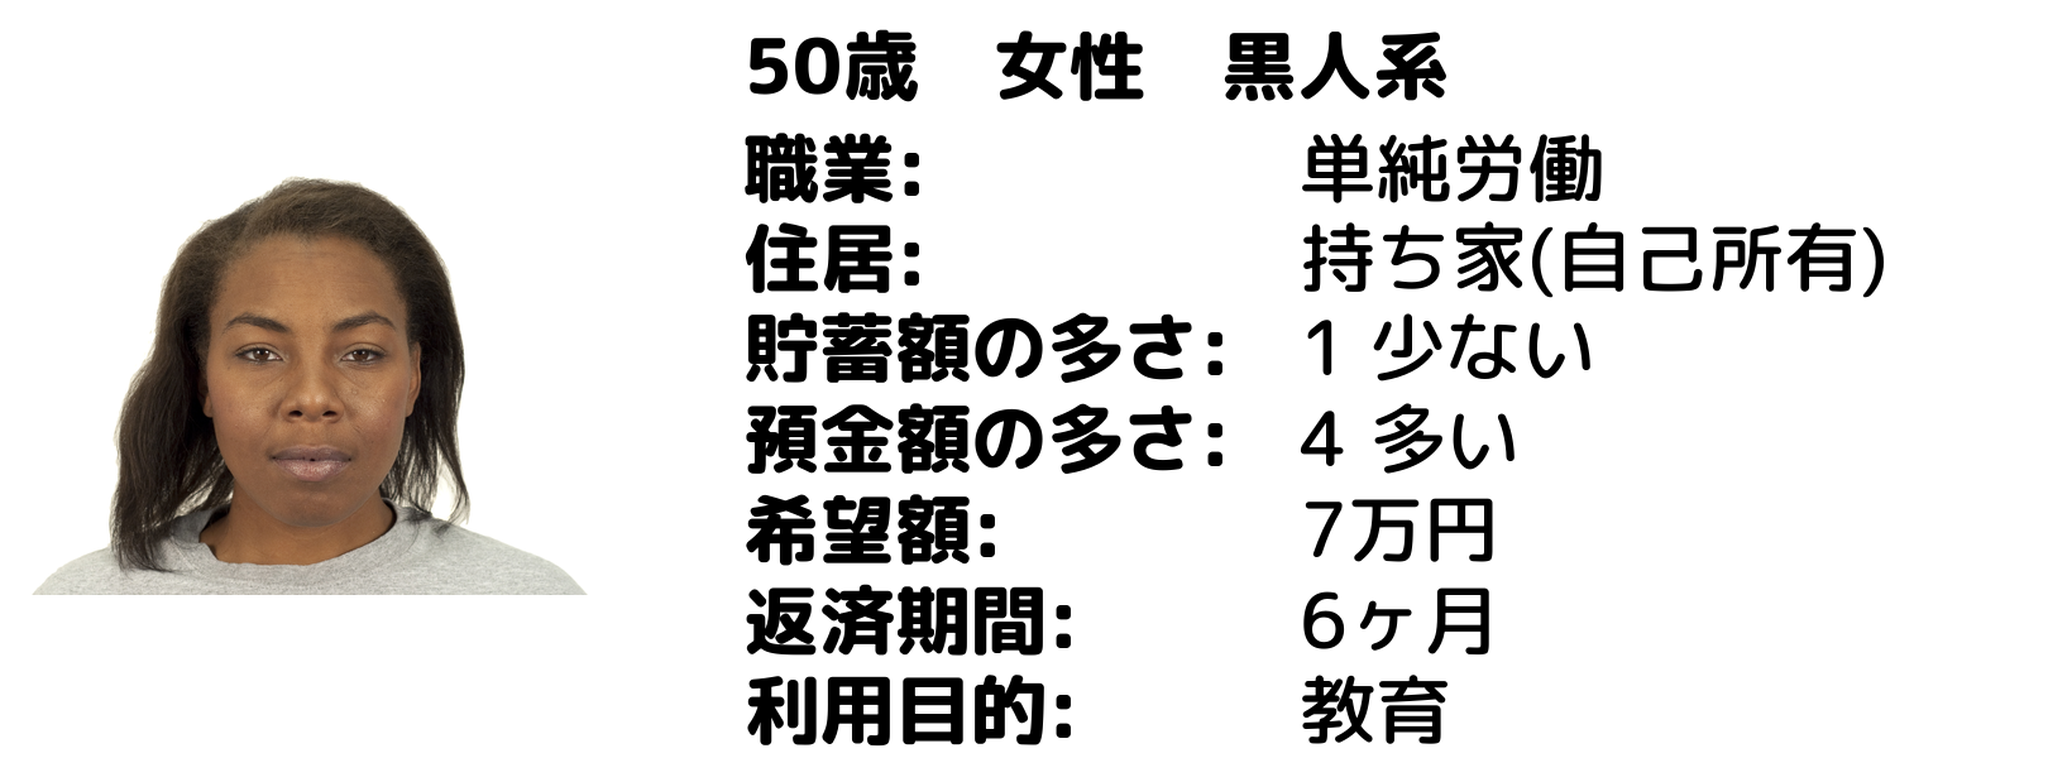 50歳　女性　黒人系
職業: 単純労働
住居: 持ち家(自己所有)
貯蓄額の多さ: 1 少ない
預金額の多さ: 4 多い
希望額: 7万円
返済期間: 6ヶ月
利用目的: 教育